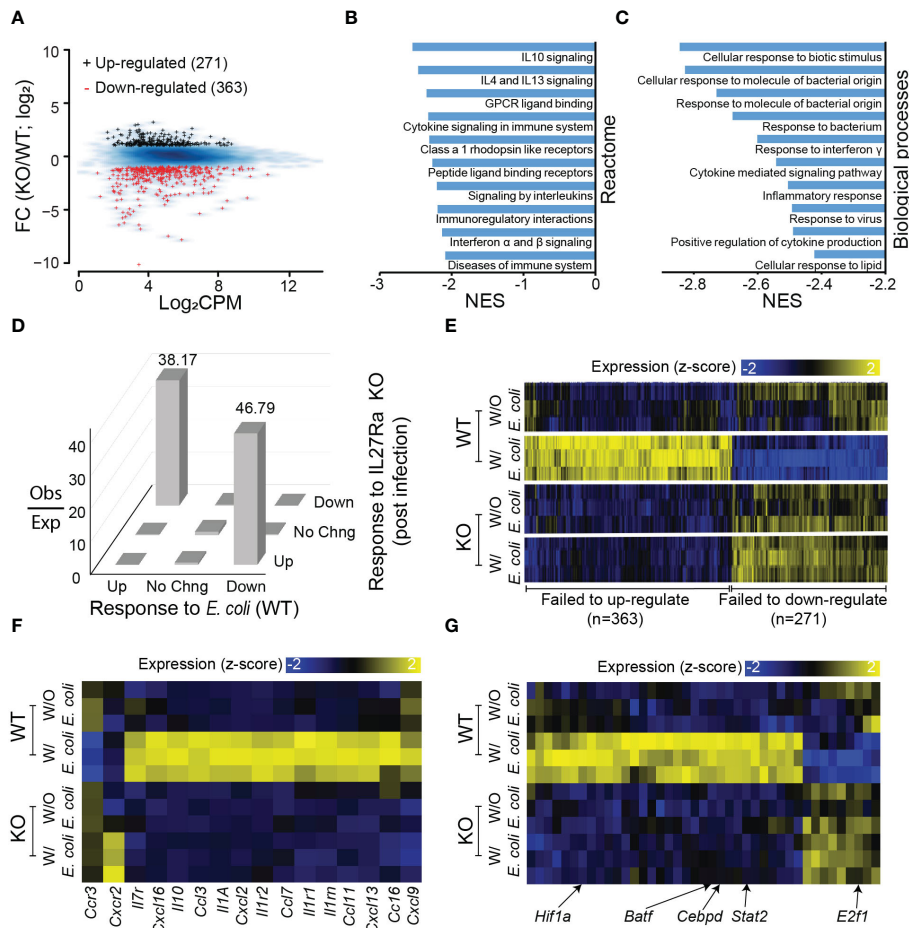 A
10
5
0
−5
−10
+ Up-regulated (271)
- Down-regulated (363)
FC (KO/WT; log₂)
0
4
8
12
Log₂CPM
B
IL10 signaling
IL4 and IL13 signaling
GPCR ligand binding
Cytokine signaling in immune system
Class a 1 rhodopsin like receptors
Peptide ligand binding receptors
Signaling by interleukins
Immunoregulatory interactions
Interferon α and β signaling
Diseases of immune system
-3
-2
-1
0
NES
Reactome
C
Cellular response to biotic stimulus
Cellular response to molecule of bacterial origin
Response to molecule of bacterial origin
Response to bacterium
Response to interferon γ
Cytokine mediated signaling pathway
Inflammatory response
Response to virus
Positive regulation of cytokine production
Cellular response to lipid
-2.8
-2.6
-2.4
-2.2
NES
Biological processes
D
38.17
46.79
40
30
20
10
0
Obs
Exp
Down
No Chng
Up
Up
No Chng
Down
Response to E. coli (WT)
Response to IL27Ra KO
(post infection)
E
Expression (z-score)
-2
2
WT
W/O
E. coli
W/
E. coli
KO
W/O
E. coli
W/
E. coli
Failed to up-regulate
(n=363)
Failed to down-regulate
(n=271)
F
Expression (z-score)
-2
2
WT
W/O
E. coli
W/
E. coli
KO
W/O
E. coli
W/
E. coli
Ccr3
Cxcr2
Il7r
Cxcl16
Il10
Ccl3
Il1A
Cxcl2
Il1r2
Ccl7
Il1r1
Il1rn
Ccl11
Cxcl13
Cc16
Cxcl9
G
Expression (z-score)
-2
2
WT
W/O
E. coli
W/
E. coli
KO
W/O
E. coli
W/
E. coli
Hif1a
Batf
Cebpd
Stat2
E2f1